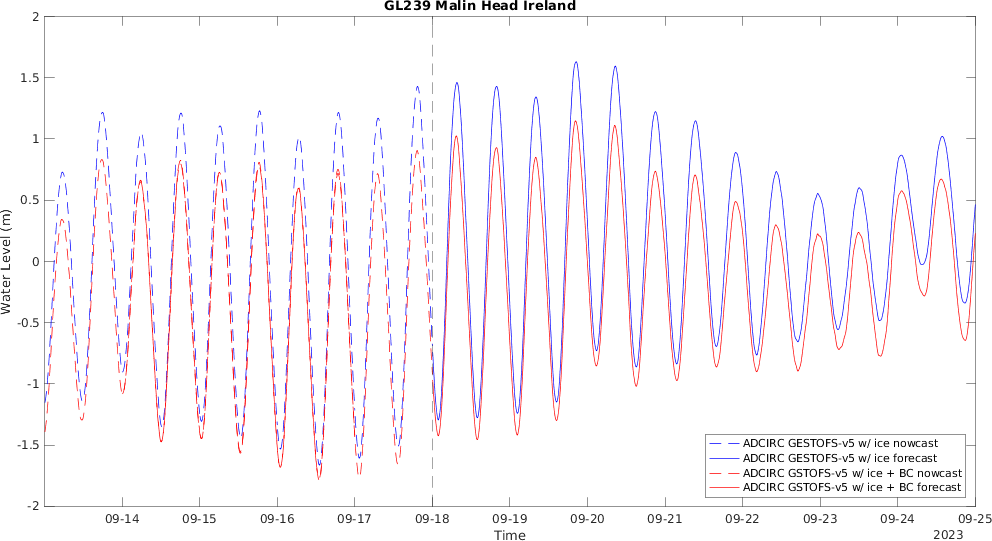 GL239 Malin Head Ireland
2
1.5
1
0.5
0
-0.5
-1
-1.5
-2
Water Level (m)
ADCIRC GESTOFS-v5 w/ ice nowcast
ADCIRC GESTOFS-v5 w/ ice forecast
ADCIRC GSTOFS-v5 w/ ice + BC nowcast
ADCIRC GSTOFS-v5 w/ ice + BC forecast
09-14 09-15 09-16 09-17 09-18 09-19 09-20 09-21 09-22 09-23 09-24 09-25
Time
2023